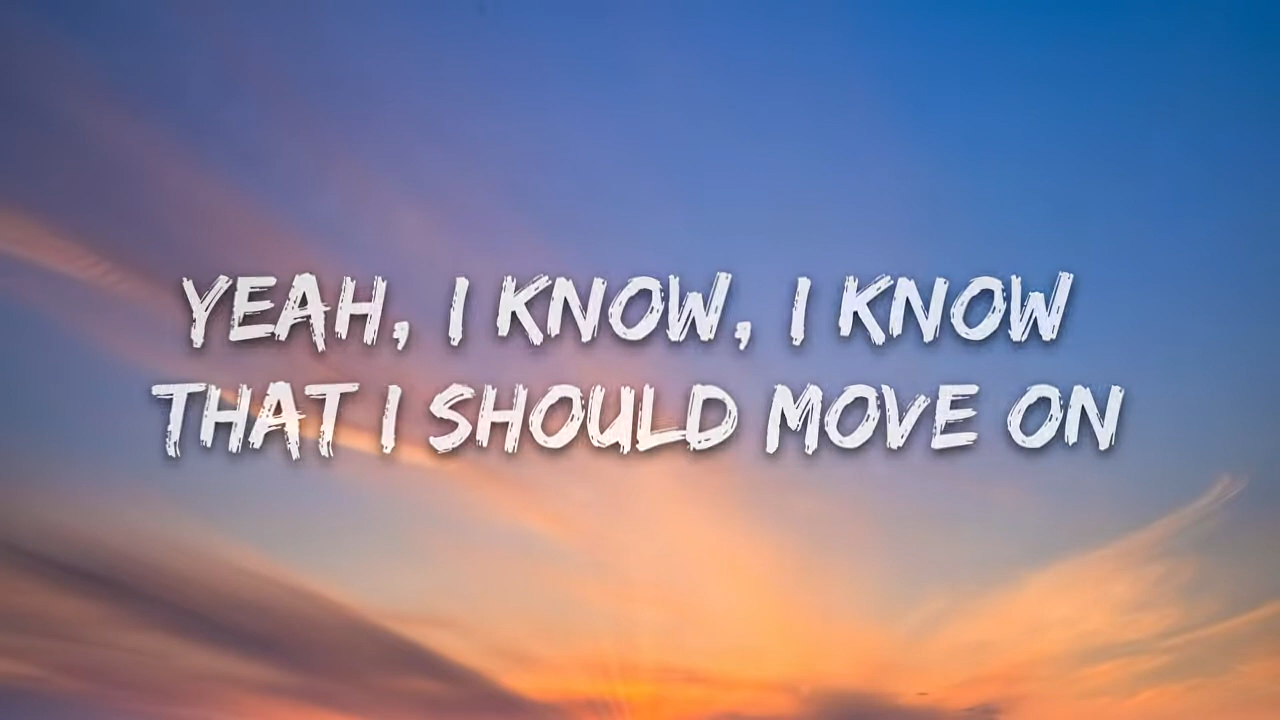 YEAH, I KNOW, I KNOW
THAT I SHOULD MOVE ON